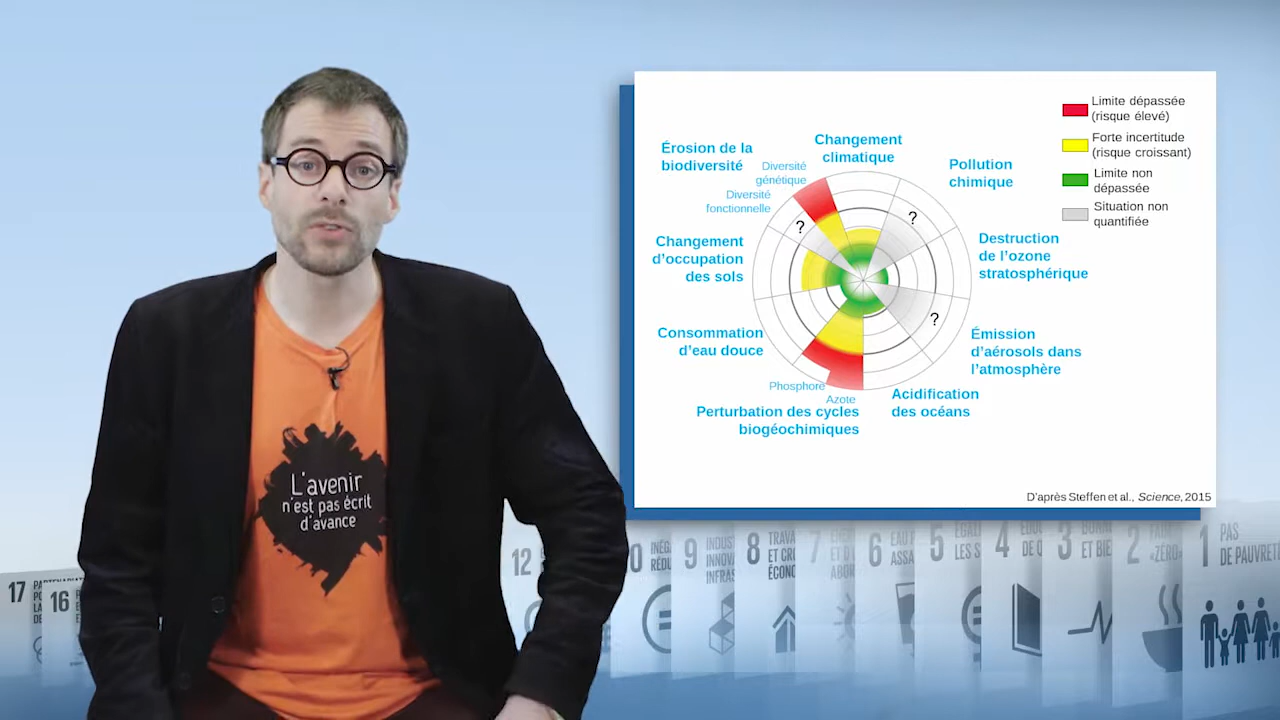 L'avenir
n'est pas écrit
d'avance
Changement
climatique
Érosion de la
biodiversité
Diversité
génétique
Diversité
fonctionnelle
Pollution
chimique
Limite dépassée
(risque élevé)
Forte incertitude
(risque croissant)
Limite non
dépassée
Situation non
quantifiée
?
?
?
Changement
d'occupation
des sols
Destruction
de l'ozone
stratosphérique
Consommation
d'eau douce
Émission
d'aérosols dans
l'atmosphère
Phosphore
Azote
Perturbation des cycles
biogéochimiques
Acidification
des océans
D'après Steffen et al., Science, 2015
17
16
12
0
9
8
7
6
5
4
3
2
«ZÉRO»
1 PAS
DE PAUVRET